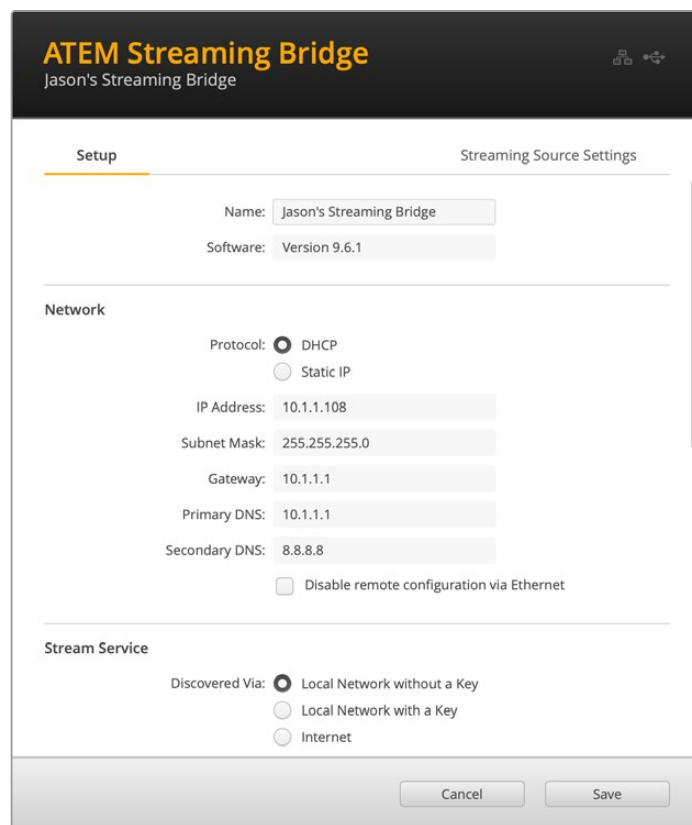 ATEM Streaming Bridge
Jason's Streaming Bridge
Setup Streaming Source Settings
Name: Jason's Streaming Bridge
Software: Version 9.6.1
Network
Protocol: DHCP
Static IP
IP Address: 10.1.1.108
Subnet Mask: 255.255.255.0
Gateway: 10.1.1.1
Primary DNS: 10.1.1.1
Secondary DNS: 8.8.8.8
Disable remote configuration via Ethernet
Stream Service
Discovered Via: Local Network without a Key
Local Network with a Key
Internet
Cancel Save